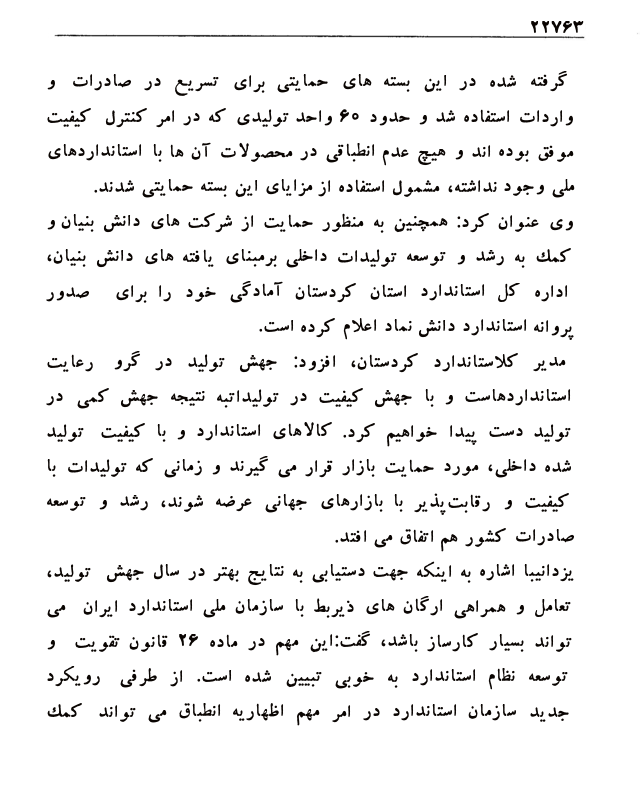 ۲۲۷۶۳
گرفته شده در این بسته های حمایتی برای تسریع در صادرات و
واردات استفاده شد و حدود ۶۰ واحد تولیدی که در امر کنترل کیفیت
موفق بوده اند و هیچ عدم انطباقی در محصولات آن ها با استانداردهای
ملی وجود نداشته، مشمول استفاده از مزایای این بسته حمایتی شدند.
وی عنوان کرد: همچنین به منظور حمایت از شرکت های دانش بنیان و
کمك به رشد و توسعه تولیدات داخلی برمبنای یافته های دانش بنیان،
اداره کل استاندارد استان کردستان آمادگی خود را برای صدور
پروانه استاندارد دانش نماد اعلام کرده است.
مدیر کلاستاندارد کردستان، افزود: جهش تولید در گرو رعایت
استانداردهاست و با جهش کیفیت در تولیداتبه نتیجه جهش کمی در
تولید دست پیدا خواهیم کرد. کالاهای استاندارد و با کیفیت تولید
شده داخلی، مورد حمایت بازار قرار می گیرند و زمانی که تولیدات با
کیفیت و رقابت‌پذیر با بازارهای جهانی عرضه شوند، رشد و توسعه
صادرات کشور هم اتفاق می افتد.
یزدانیبا اشاره به اینکه جهت دستیابی به نتایج بهتر در سال جهش تولید،
تعامل و همراهی ارگان های ذیربط با سازمان ملی استاندارد ایران می
تواند بسیار کارساز باشد، گفت:این مهم در ماده ۲۶ قانون تقویت و
توسعه نظام استاندارد به خوبی تبیین شده است. از طرفی رویکرد
جدید سازمان استاندارد در امر مهم اظهاریه انطباق می تواند کمك